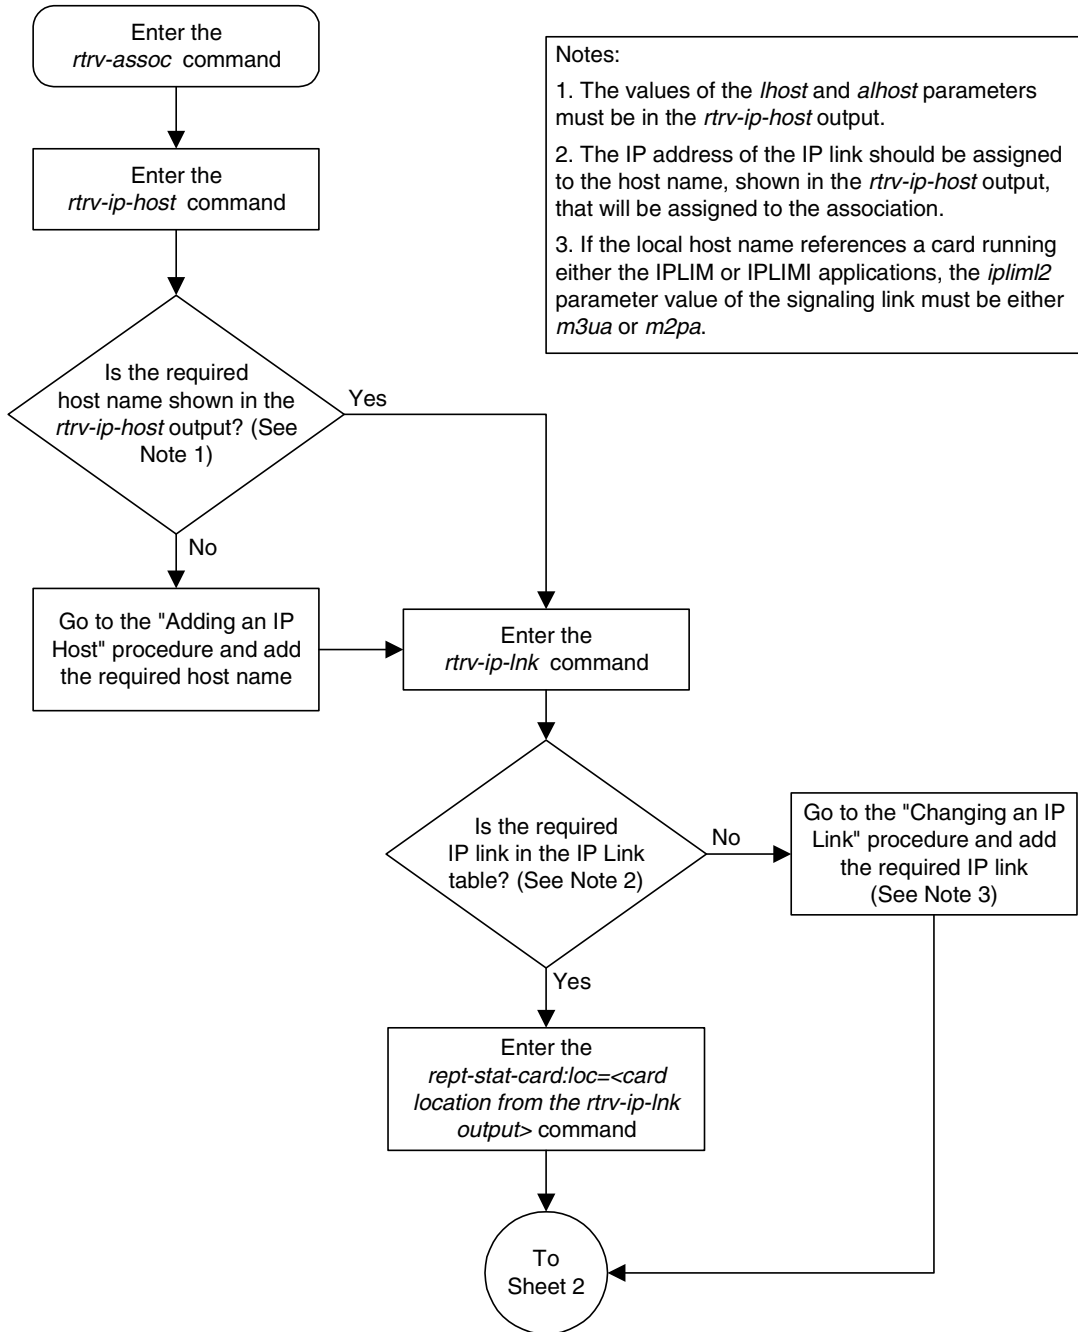 Enter the
rtrv-assoc command
Enter the
rtrv-ip-host command
Notes:
1. The values of the lhost and alhost parameters
must be in the rtrv-ip-host output.
2. The IP address of the IP link should be assigned
to the host name, shown in the rtrv-ip-host output,
that will be assigned to the association.
3. If the local host name references a card running
either the IPLIM or IPLIMI applications, the ipliml2
parameter value of the signaling link must be either
m3ua or m2pa.
Is the required
host name shown in the
rtrv-ip-host output? (See
Note 1)
Yes
No
Go to the "Adding an IP
Host" procedure and add
the required host name
Enter the
rtrv-ip-lnk command
Is the required
IP link in the IP Link
table? (See Note 2)
No
Go to the "Changing an IP
Link" procedure and add
the required IP link
(See Note 3)
Yes
Enter the
rept-stat-card:loc=<card
location from the rtrv-ip-lnk
output> command
To
Sheet 2